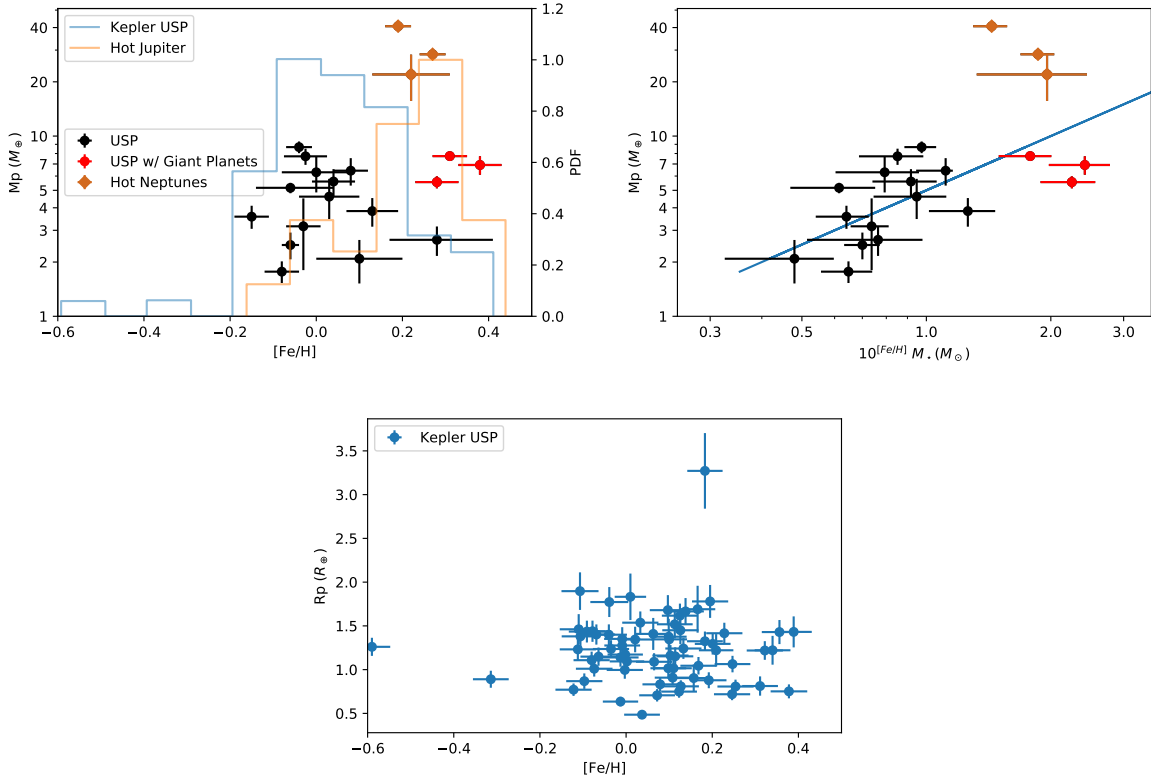 Kepler USP
Hot Jupiter
USP
USP w/ Giant Planets
Hot Neptunes
Mp (M⊕)
40
20
10
7
5
4
3
2
1
1.2
1.0
0.8
0.6
0.4
0.2
0.0
PDF
−0.6 −0.4 −0.2 0.0 0.2 0.4
[Fe/H]
Mp (M⊕)
40
20
10
7
5
4
3
2
1
0.3 0.5 1.0 2.0 3.0
10^[Fe/H] M⋆(M⊙)
Kepler USP
Rp (R⊕)
3.5
3.0
2.5
2.0
1.5
1.0
0.5
−0.6 −0.4 −0.2 0.0 0.2 0.4
[Fe/H]